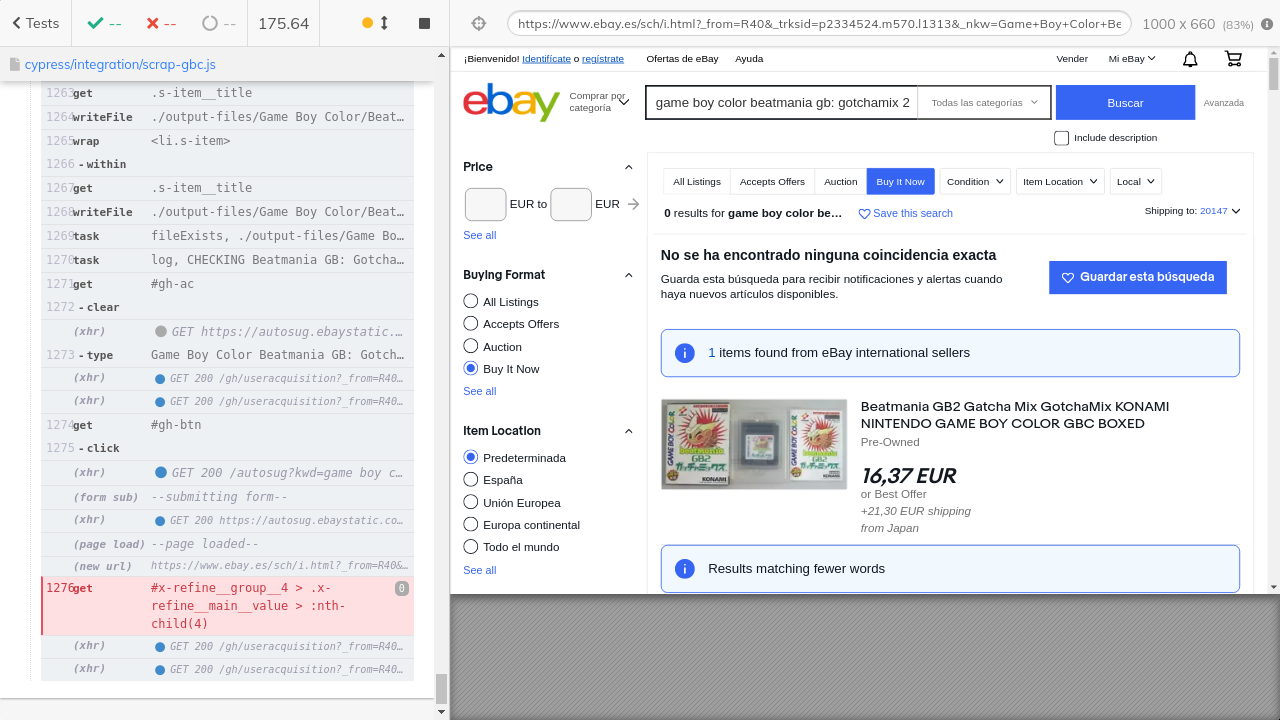 Tests -- -- -- 175.64
cypress/integration/scrap-gbc.js
1263 get .s-item__title
1264 writeFile ./output-files/Game Boy Color/Beat…
1265 wrap <li.s-item>
1266 -within
1267 get .s-item__title
1268 writeFile ./output-files/Game Boy Color/Beat…
1269 task fileExists, ./output-files/Game Bo…
1270 task log, CHECKING Beatmania GB: Gotcha…
1271 get #gh-ac
1272 -clear
(xhr) GET https://autosug.ebaystatic.…
1273 -type Game Boy Color Beatmania GB: Gotch…
(xhr) GET 200 /gh/useracquisition?_from=R40…
(xhr) GET 200 /gh/useracquisition?_from=R40…
1274 get #gh-btn
1275 -click
(xhr) GET 200 /autosug?kwd=game boy c…
(form sub) --submitting form--
(xhr) GET 200 https://autosug.ebaystatic.co…
(page load) --page loaded--
(new url) https://www.ebay.es/sch/i.html?_from=R40&…
1276 get #x-refine__group__4 > .x- 0
refine__main__value > :nth-
child(4)
(xhr) GET 200 /gh/useracquisition?_from=R40…
(xhr) GET 200 /gh/useracquisition?_from=R40…
https://www.ebay.es/sch/i.html?_from=R40&_trksid=p2334524.m570.l1313&_nkw=Game+Boy+Color+Be 1000 x 660 (83%)
¡Bienvenido! Identifícate o regístrate Ofertas de eBay Ayuda Vender Mi eBay
ebay Comprar por
categoría
game boy color beatmania gb: gotchamix 2 Todas las categorías Buscar Avanzada
Include description
Price
EUR to EUR
See all
Buying Format
All Listings
Accepts Offers
Auction
Buy It Now
See all
Item Location
Predeterminada
España
Unión Europea
Europa continental
Todo el mundo
See all
All Listings Accepts Offers Auction Buy It Now Condition Item Location Local
0 results for game boy color be… Save this search Shipping to: 20147
No se ha encontrado ninguna coincidencia exacta
Guarda esta búsqueda para recibir notificaciones y alertas cuando
haya nuevos artículos disponibles.
Guardar esta búsqueda
1 items found from eBay international sellers
GAME BOY COLOR
beatmania
GB2
ガッチャミックス
KONAMI
Beatmania GB2 Gatcha Mix GotchaMix KONAMI
NINTENDO GAME BOY COLOR GBC BOXED
Pre-Owned
16,37 EUR
or Best Offer
+21,30 EUR shipping
from Japan
Results matching fewer words